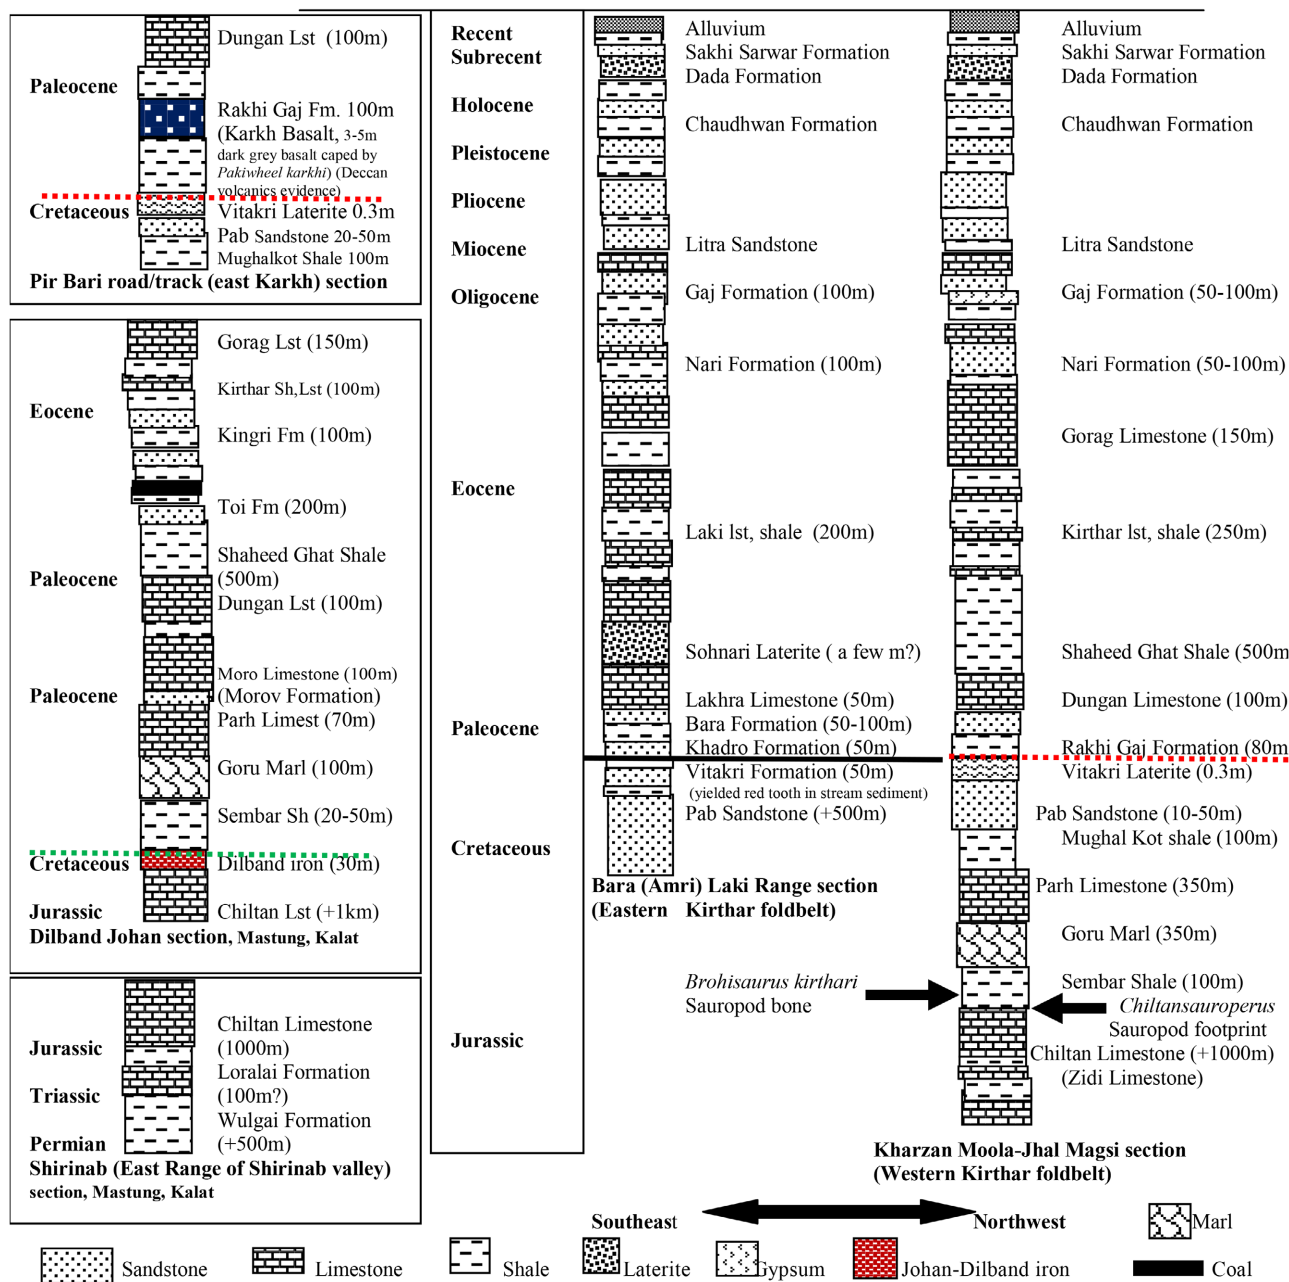 Dungan Lst (100m)
Paleocene
Rakhi Gaj Fm. 100m
(Karkh Basalt, 3-5m
dark grey basalt caped by
Pakiwheel karkhi) (Deccan
volcanics evidence)
Cretaceous
Vitakri Laterite 0.3m
Pab Sandstone 20-50m
Mughalkot Shale 100m
Pir Bari road/track (east Karkh) section
Gorag Lst (150m)
Kirthar Sh,Lst (100m)
Eocene
Kingri Fm (100m)
Toi Fm (200m)
Shaheed Ghat Shale
(500m)
Paleocene
Dungan Lst (100m)
Moro Limestone (100m)
(Morov Formation)
Paleocene
Parh Limest (70m)
Goru Marl (100m)
Sembar Sh (20-50m)
Cretaceous
Dilband iron (30m)
Jurassic
Chiltan Lst (+1km)
Dilband Johan section, Mastung, Kalat
Chiltan Limestone
(1000m)
Jurassic
Loralai Formation
(100m?)
Triassic
Wulgai Formation
(+500m)
Permian
Shirinab (East Range of Shirinab valley)
section, Mastung, Kalat
Recent
Subrecent
Holocene
Pleistocene
Pliocene
Miocene
Oligocene
Eocene
Paleocene
Cretaceous
Jurassic
Alluvium
Sakhi Sarwar Formation
Dada Formation
Chaudhwan Formation
Litra Sandstone
Gaj Formation (100m)
Nari Formation (100m)
Laki lst, shale (200m)
Sohnari Laterite ( a few m?)
Lakhra Limestone (50m)
Bara Formation (50-100m)
Khadro Formation (50m)
Vitakri Formation (50m)
(yielded red tooth in stream sediment)
Pab Sandstone (+500m)
Bara (Amri) Laki Range section
(Eastern Kirthar foldbelt)
Alluvium
Sakhi Sarwar Formation
Dada Formation
Chaudhwan Formation
Litra Sandstone
Gaj Formation (50-100m)
Nari Formation (50-100m)
Gorag Limestone (150m)
Kirthar lst, shale (250m)
Shaheed Ghat Shale (500m
Dungan Limestone (100m)
Rakhi Gaj Formation (80m
Vitakri Laterite (0.3m)
Pab Sandstone (10-50m)
Mughal Kot shale (100m)
Parh Limestone (350m)
Goru Marl (350m)
Sembar Shale (100m)
Brohisaurus kirthari
Sauropod bone
Chiltansauroperus
Sauropod footprint
Chiltan Limestone (+1000m)
(Zidi Limestone)
Kharzan Moola-Jhal Magsi section
(Western Kirthar foldbelt)
Southeast
Northwest
Marl
Sandstone
Limestone
Shale
Laterite
Gypsum
Johan-Dilband iron
Coal